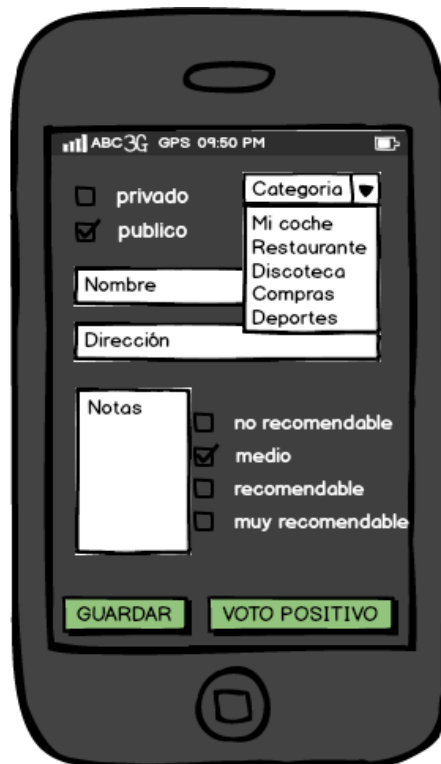 ABC 3G GPS 09:50 PM
privado
publico
Categoria
Mi coche
Restaurante
Discoteca
Compras
Deportes
Nombre
Dirección
Notas
no recomendable
medio
recomendable
muy recomendable
GUARDAR
VOTO POSITIVO